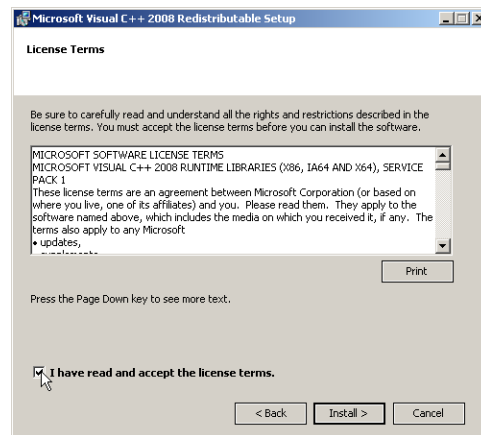 Microsoft Visual C++ 2008 Redistributable Setup
License Terms
Be sure to carefully read and understand all the rights and restrictions described in the
license terms. You must accept the license terms before you can install the software.
MICROSOFT SOFTWARE LICENSE TERMS
MICROSOFT VISUAL C++ 2008 RUNTIME LIBRARIES (X86, IA64 AND X64), SERVICE
PACK 1
These license terms are an agreement between Microsoft Corporation (or based on
where you live, one of its affiliates) and you.  Please read them.  They apply to the
software named above, which includes the media on which you received it, if any.  The
terms also apply to any Microsoft
• updates,
Print
Press the Page Down key to see more text.
I have read and accept the license terms.
< Back
Install >
Cancel